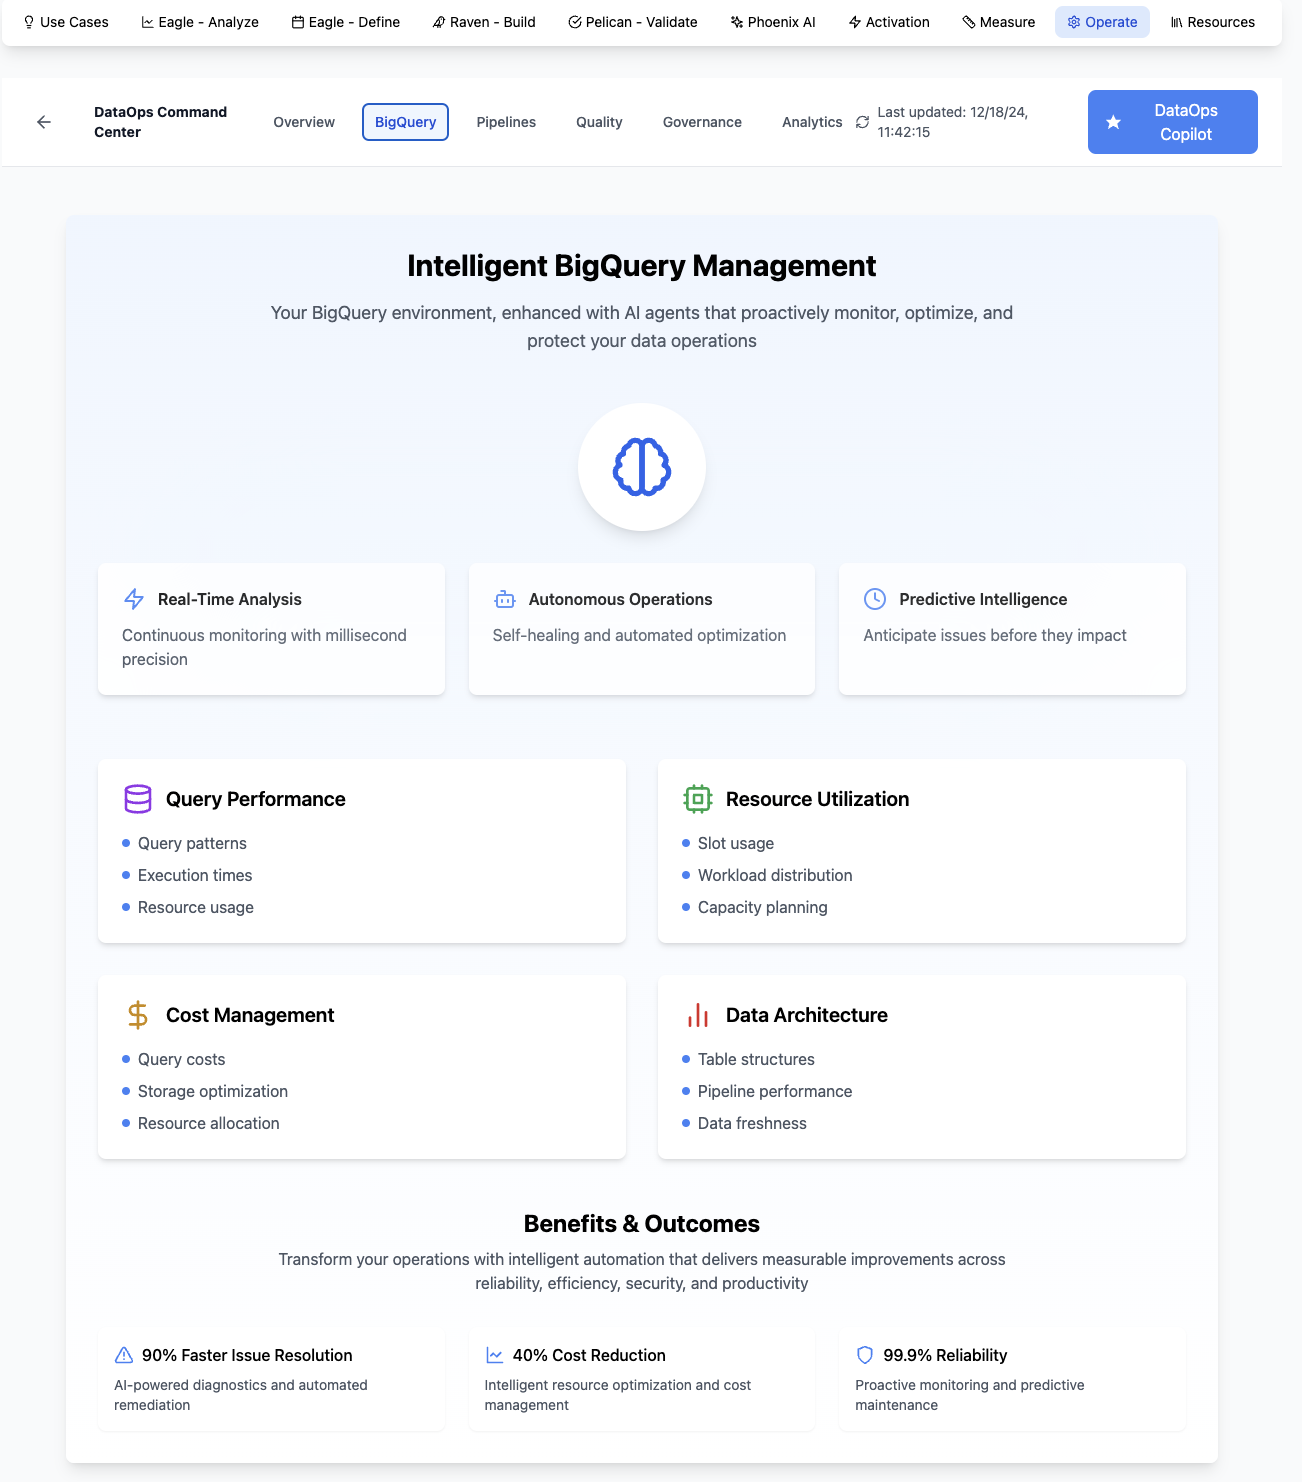 Use Cases Eagle - Analyze Eagle - Define Raven - Build Pelican - Validate Phoenix AI Activation Measure Operate Resources
DataOps Command
Center
Overview BigQuery Pipelines Quality Governance Analytics
Last updated: 12/18/24,
11:42:15
DataOps
Copilot
Intelligent BigQuery Management
Your BigQuery environment, enhanced with AI agents that proactively monitor, optimize, and
protect your data operations
Real-Time Analysis
Continuous monitoring with millisecond
precision
Autonomous Operations
Self-healing and automated optimization
Predictive Intelligence
Anticipate issues before they impact
Query Performance
Query patterns
Execution times
Resource usage
Resource Utilization
Slot usage
Workload distribution
Capacity planning
Cost Management
Query costs
Storage optimization
Resource allocation
Data Architecture
Table structures
Pipeline performance
Data freshness
Benefits & Outcomes
Transform your operations with intelligent automation that delivers measurable improvements across
reliability, efficiency, security, and productivity
90% Faster Issue Resolution
AI-powered diagnostics and automated
remediation
40% Cost Reduction
Intelligent resource optimization and cost
management
99.9% Reliability
Proactive monitoring and predictive
maintenance